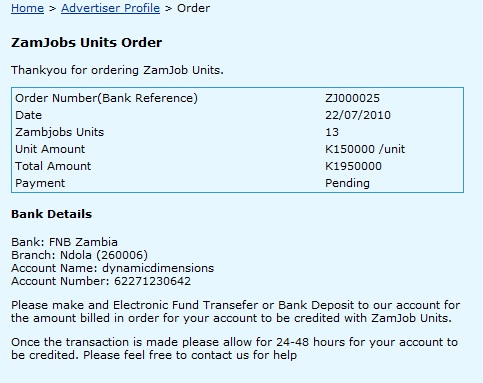 Home > Advertiser Profile > Order
ZamJobs Units Order
Thankyou for ordering ZamJob Units.
Order Number(Bank Reference) ZJ000025
Date 22/07/2010
Zambjobs Units 13
Unit Amount K150000 /unit
Total Amount K1950000
Payment Pending
Bank Details
Bank: FNB Zambia
Branch: Ndola (260006)
Account Name: dynamicdimensions
Account Number: 62271230642
Please make and Electronic Fund Transefer or Bank Deposit to our account for
the amount billed in order for your account to be credited with ZamJob Units.
Once the transaction is made please allow for 24-48 hours for your account to
be credited. Please feel free to contact us for help